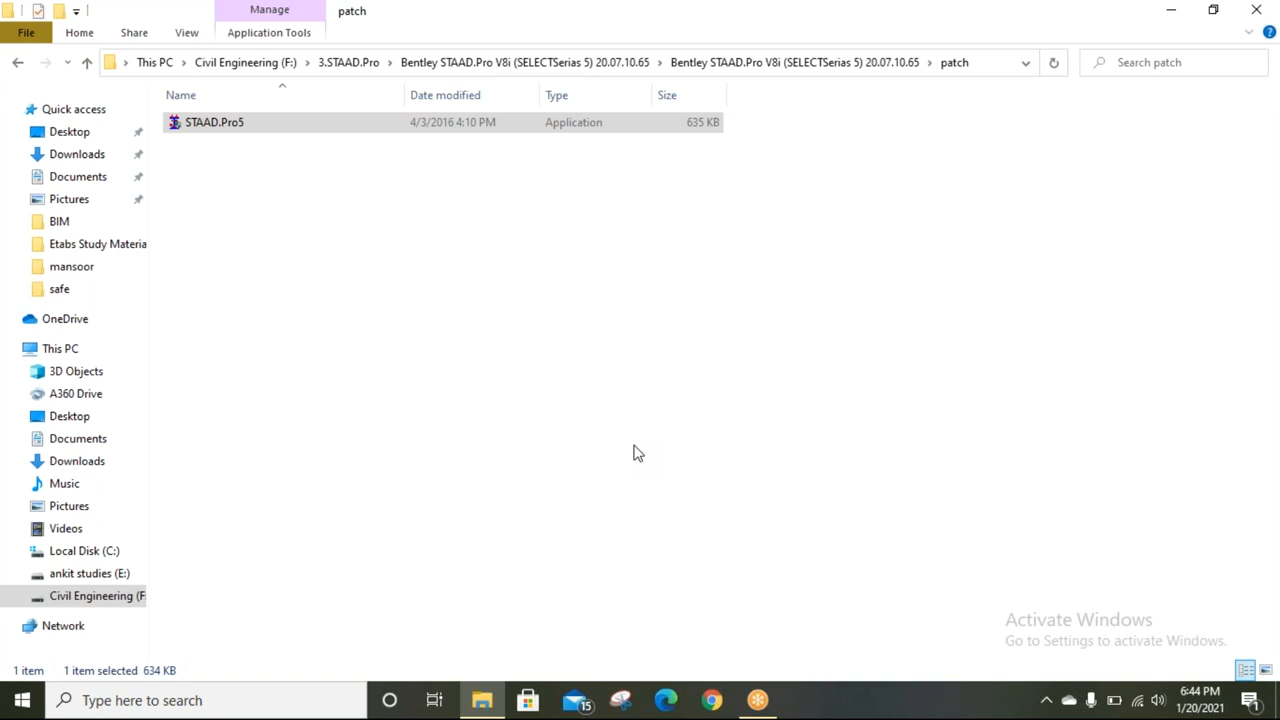 Manage
patch
File
Home
Share
View
Application Tools
This PC
Civil Engineering (F:)
3.STAAD.Pro
Bentley STAAD.Pro V8i (SELECTSerias 5) 20.07.10.65
Bentley STAAD.Pro V8i (SELECTSerias 5) 20.07.10.65
patch
Search patch
Name
Date modified
Type
Size
STAAD.Pro5
4/3/2016 4:10 PM
Application
635 KB
Quick access
Desktop
Downloads
Documents
Pictures
BIM
Etabs Study Materia
mansoor
safe
OneDrive
This PC
3D Objects
A360 Drive
Desktop
Documents
Downloads
Music
Pictures
Videos
Local Disk (C:)
ankit studies (E:)
Civil Engineering (F:
Network
Activate Windows
Go to Settings to activate Windows.
1 item
1 item selected 634 KB
Type here to search
15
6:44 PM
1/20/2021
1